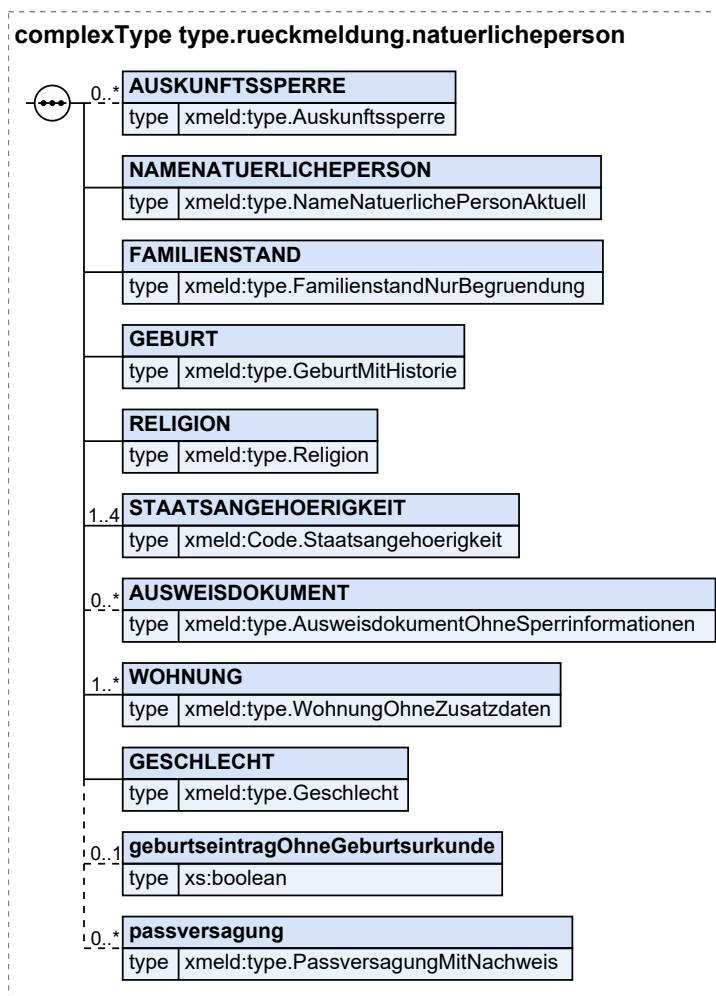 complexType type.rueckmeldung.natuerlicheperson
0..* AUSKUNFTSSPERRE
type xmeld:type.Auskunftssperre
NAMENATUERLICHEPERSON
type xmeld:type.NameNatuerlichePersonAktuell
FAMILIENSTAND
type xmeld:type.FamilienstandNurBegruendung
GEBURT
type xmeld:type.GeburtMitHistorie
RELIGION
type xmeld:type.Religion
1..4 STAATSANGEHOERIGKEIT
type xmeld:Code.Staatsangehoerigkeit
0..* AUSWEISDOKUMENT
type xmeld:type.AusweisdokumentOhneSperrinformationen
1..* WOHNUNG
type xmeld:type.WohnungOhneZusatzdaten
GESCHLECHT
type xmeld:type.Geschlecht
0..1 geburtseintragOhneGeburtsurkunde
type xs:boolean
0..* passversagung
type xmeld:type.PassversagungMitNachweis